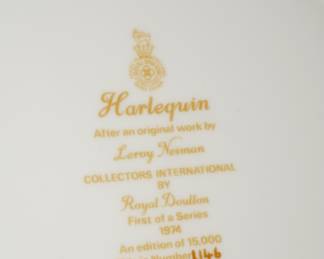 Harlequin
After an original work by
Leroy Neiman
COLLECTORS INTERNATIONAL
BY
Royal Doulton
First of a Series
1974
An edition of 15,000
Number